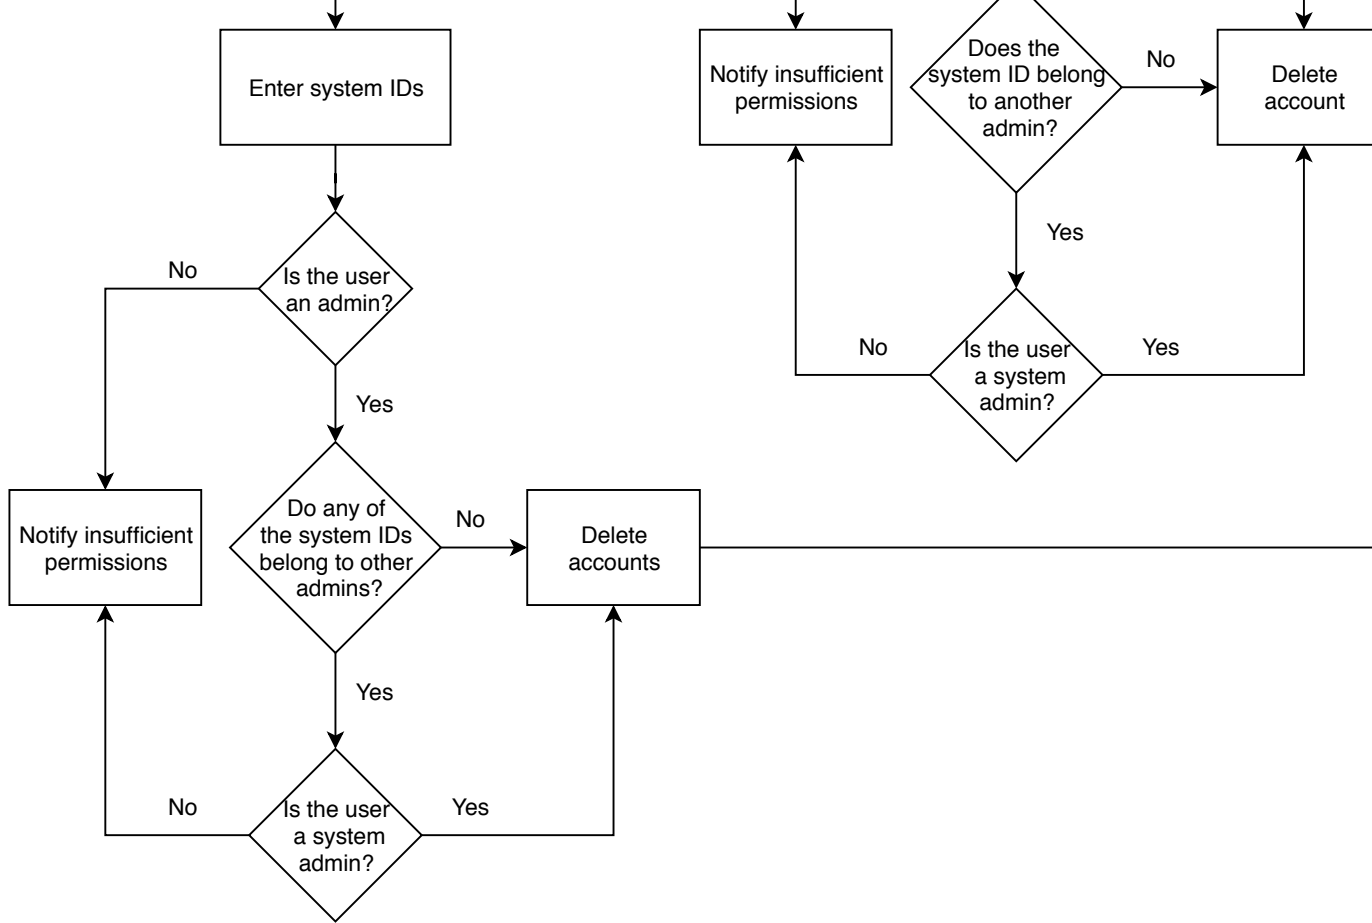 Enter system IDs
Is the user
an admin?
No
Yes
Notify insufficient
permissions
Do any of
the system IDs
belong to other
admins?
No
Delete
accounts
Yes
Is the user
a system
admin?
No
Yes
Notify insufficient
permissions
Does the
system ID belong
to another
admin?
No
Delete
account
Yes
Is the user
a system
admin?
No
Yes